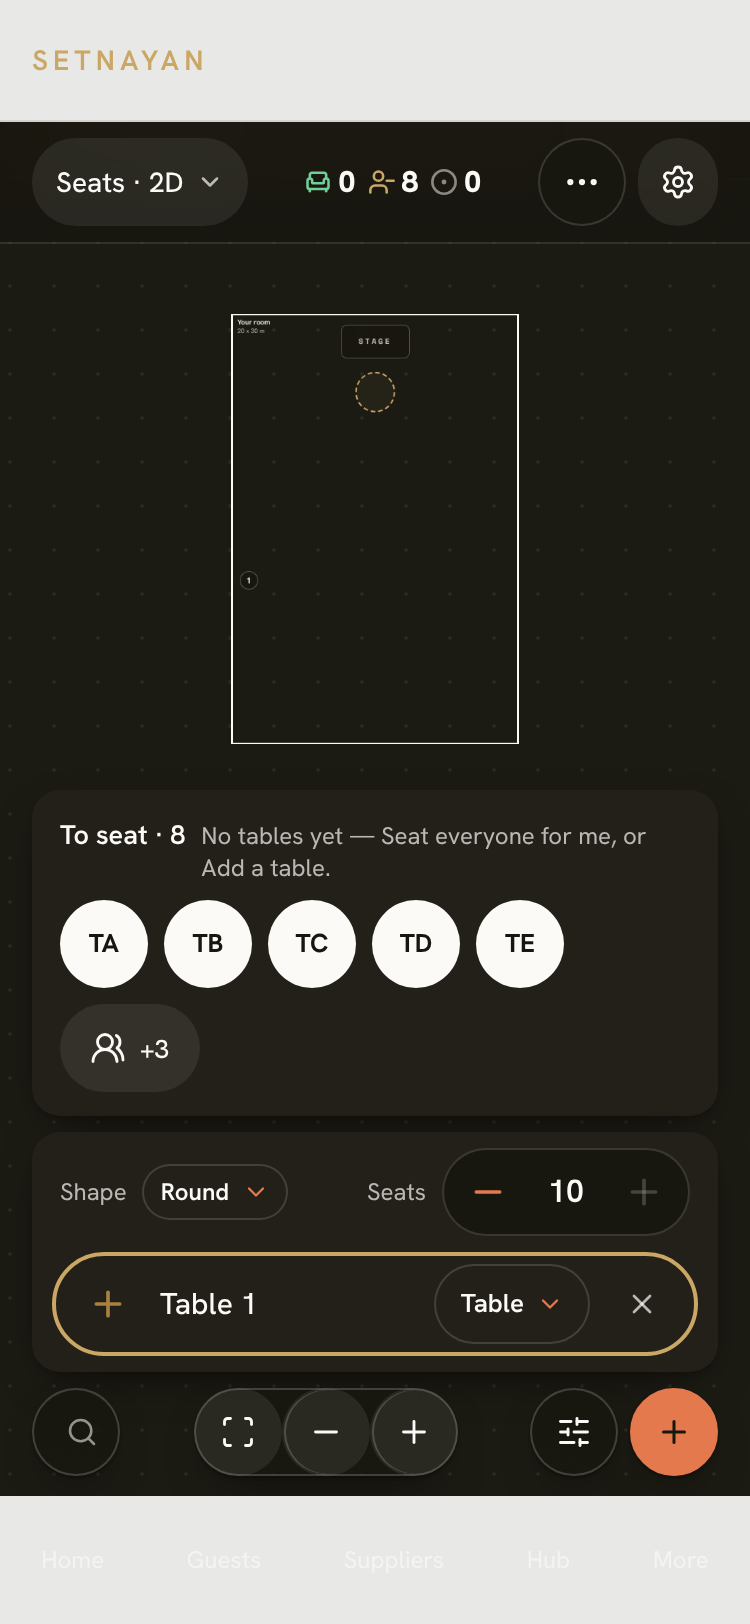 SETNAYAN
Seats · 2D
0 8 0
Your room
20 x 30 m
STAGE
1
To seat · 8 No tables yet — Seat everyone for me, or
Add a table.
TA TB TC TD TE
+3
Shape Round Seats 10
Table 1 Table
Home Guests Suppliers Hub More